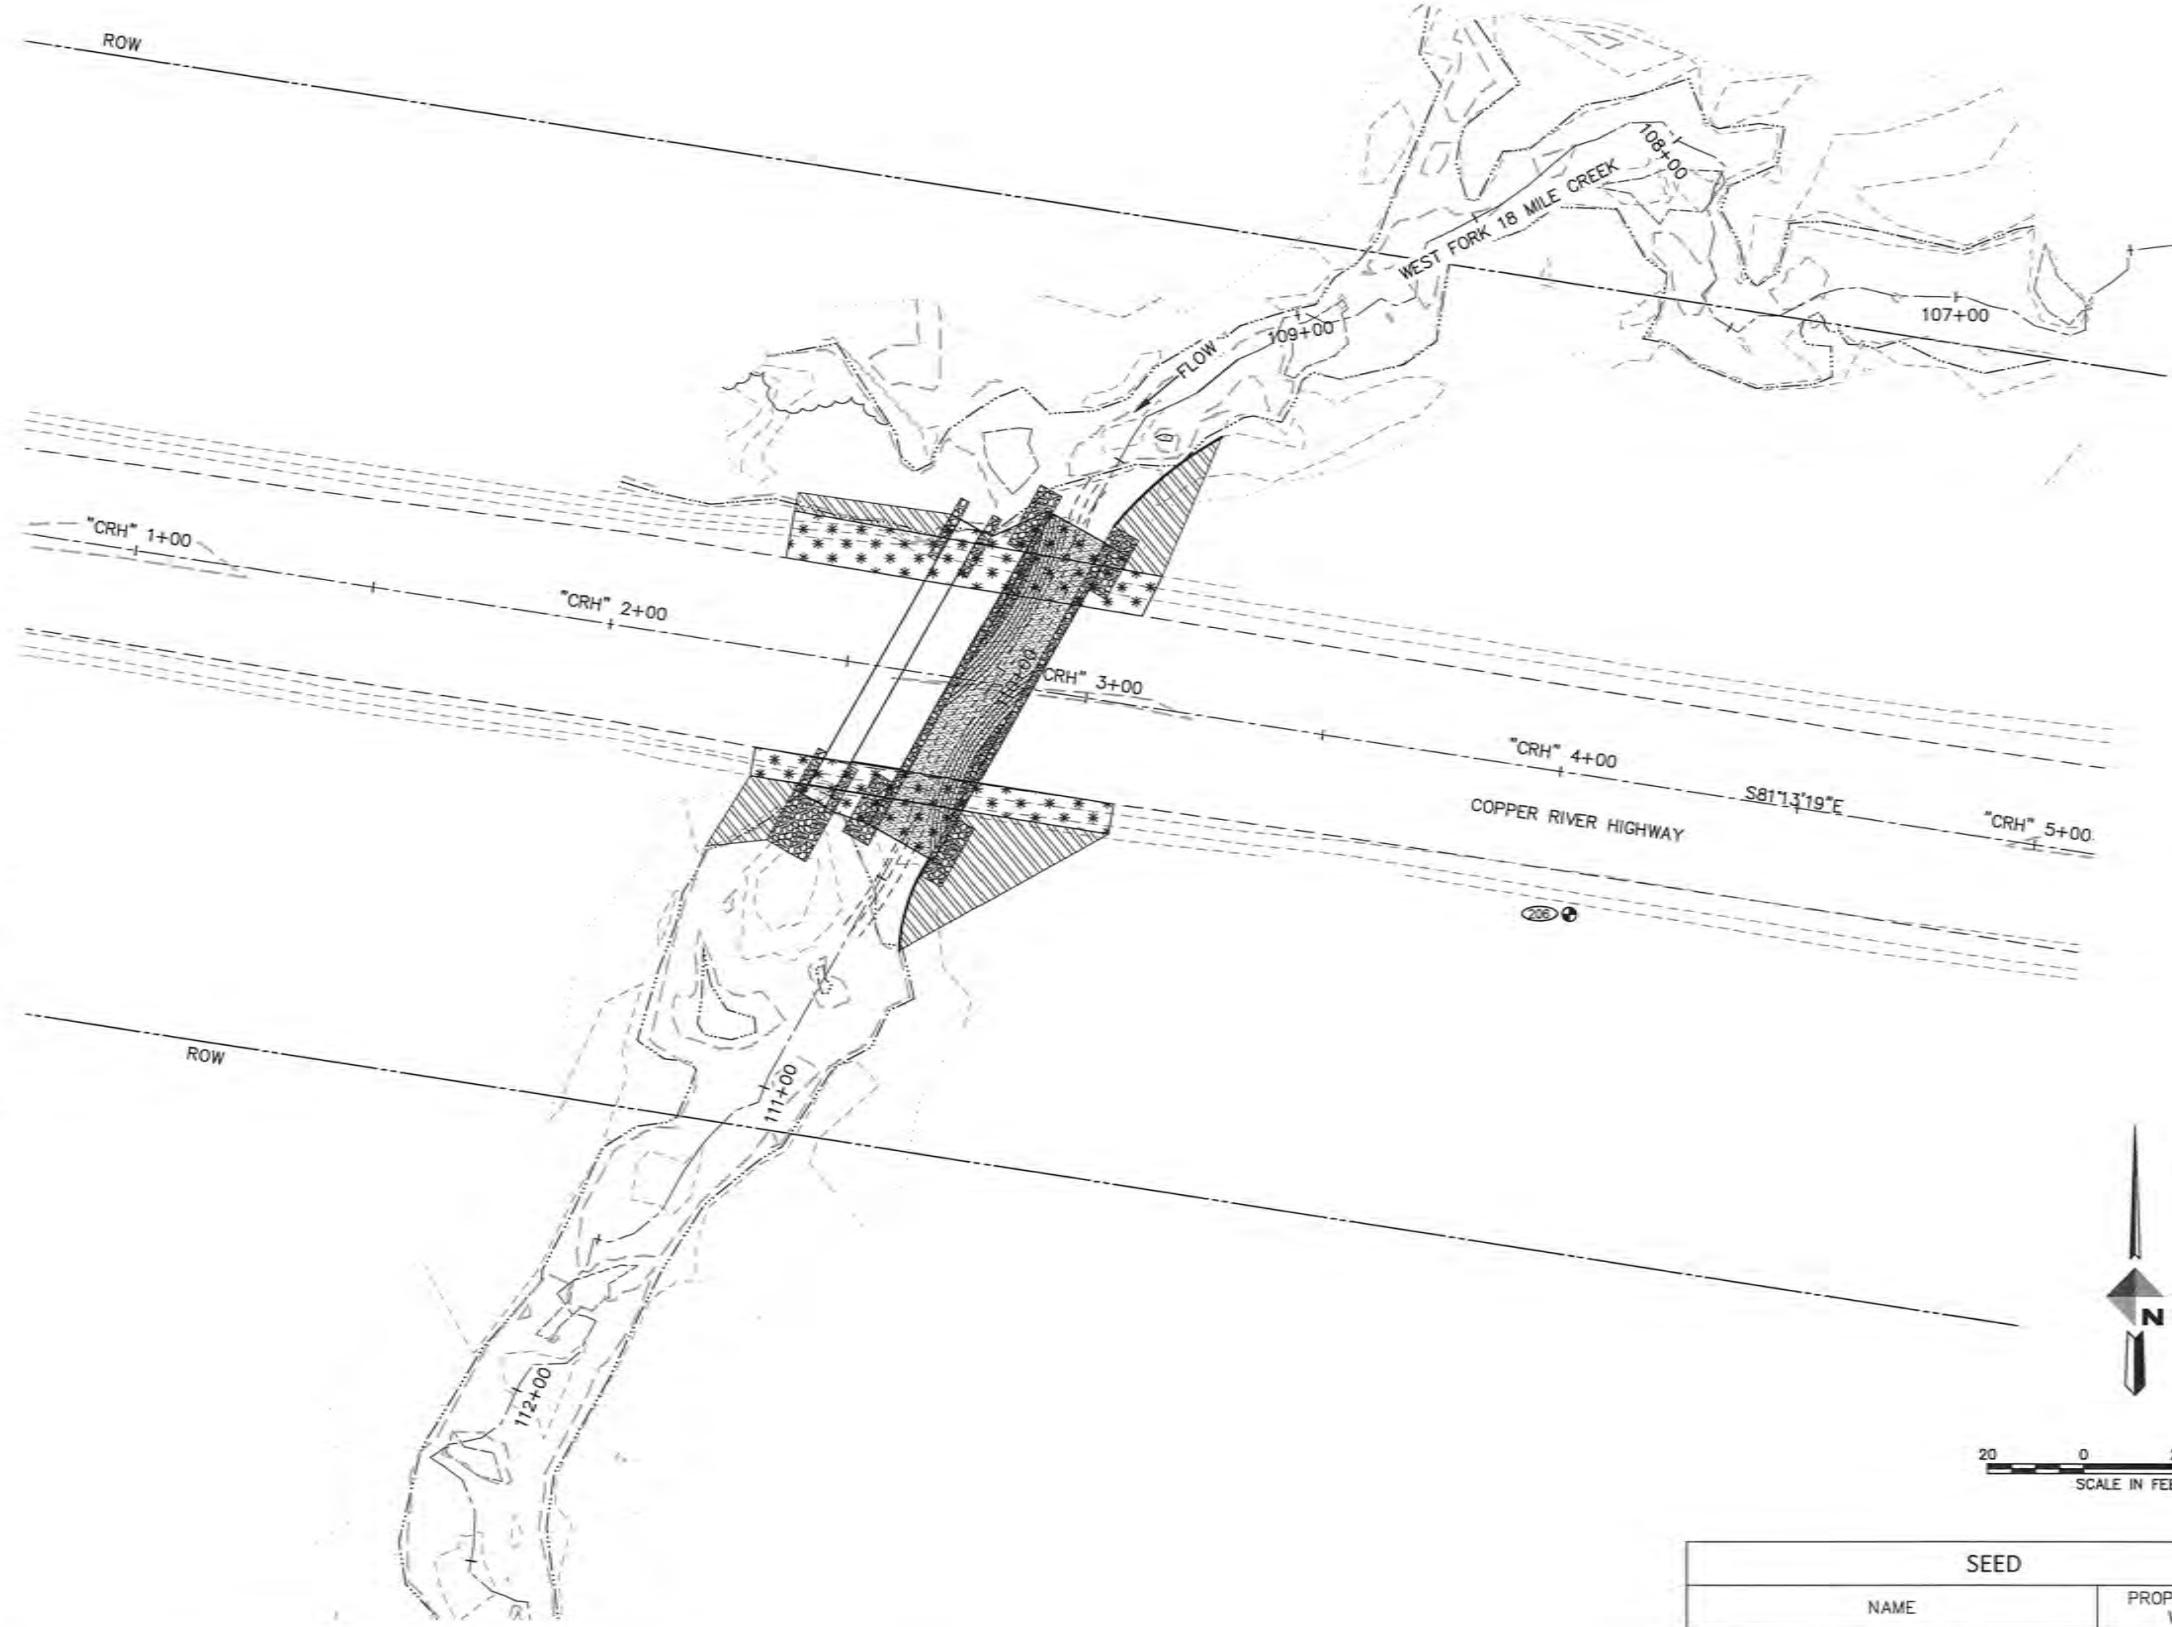 ROW
108+00
WEST FORK 18 MILE CREEK
107+00
109+00
FLOW
"CRH" 1+00
"CRH" 2+00
CRH" 3+00
"CRH" 4+00
S81°13'19"E
"CRH" 5+00
COPPER RIVER HIGHWAY
206
ROW
111+00
N
112+00
20 0
SCALE IN
SEED
NAME